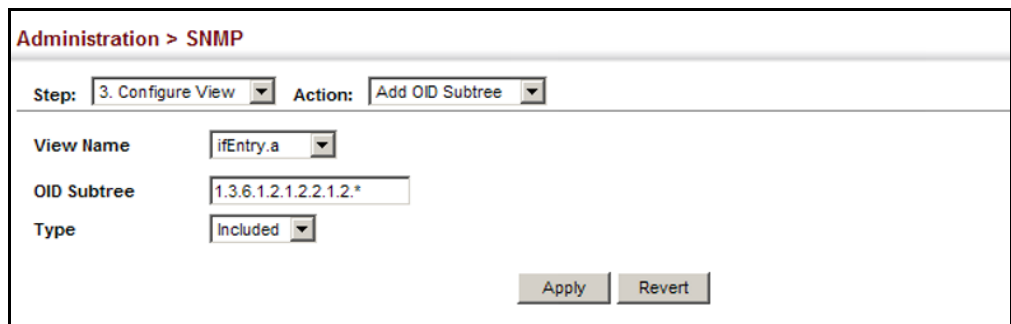 Administration > SNMP
Step: 3. Configure View Action: Add OID Subtree
View Name ifEntry.a
OID Subtree 1.3.6.1.2.1.2.2.1.2.*
Type Included
Apply Revert